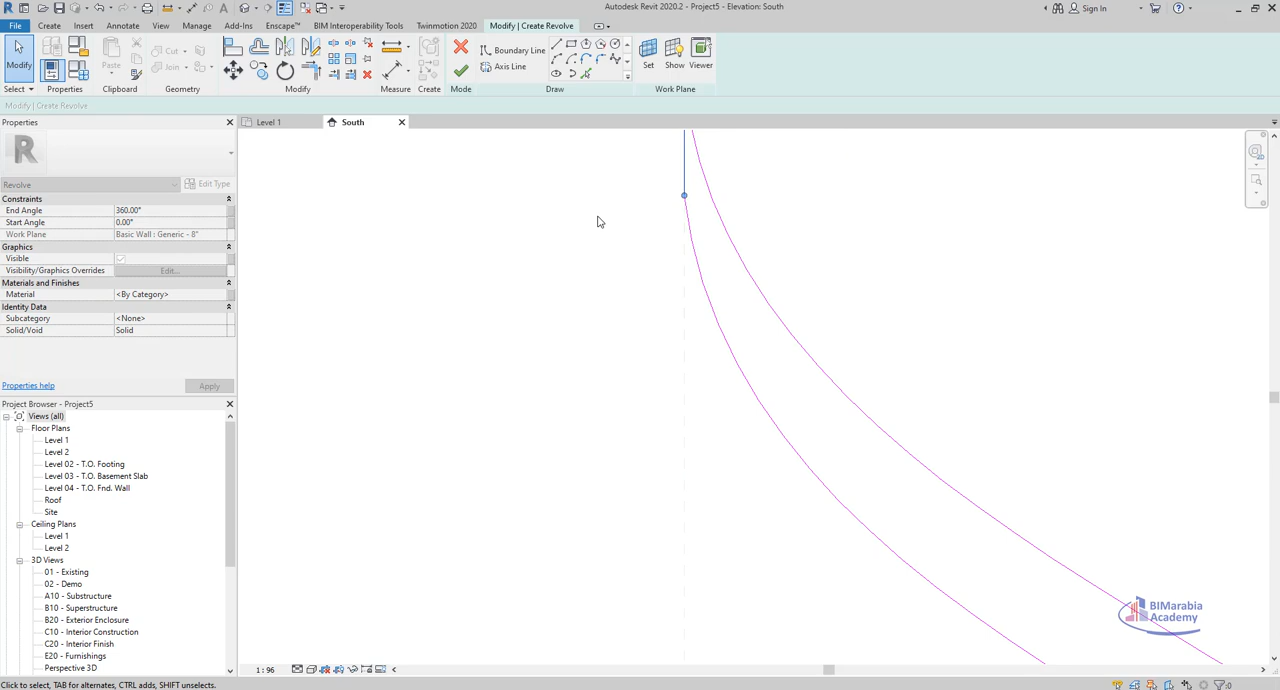 Autodesk Revit 2020.2 - Project5 - Elevation: South
Sign In
File Create Insert Annotate View Manage Add-Ins Enscape™ BIM Interoperability Tools Twinmotion 2020 Modify | Create Revolve
Modify
Paste
Cut
Join
Boundary Line
Axis Line
Set Show Viewer
Select Properties Clipboard Geometry Modify Measure Create Mode Draw Work Plane
Modify | Create Revolve
Properties
Level 1
South
Revolve
Edit Type
Constraints
End Angle 360.00°
Start Angle 0.00°
Work Plane Basic Wall : Generic - 8"
Graphics
Visible
Visibility/Graphics Overrides Edit...
Materials and Finishes
Material <By Category>
Identity Data
Subcategory <None>
Solid/Void Solid
Properties help
Apply
Project Browser - Project5
Views (all)
Floor Plans
Level 1
Level 2
Level 02 - T.O. Footing
Level 03 - T.O. Basement Slab
Level 04 - T.O. Fnd. Wall
Roof
Site
Ceiling Plans
Level 1
Level 2
3D Views
01 - Existing
02 - Demo
A10 - Substructure
B10 - Superstructure
B20 - Exterior Enclosure
C10 - Interior Construction
C20 - Interior Finish
E20 - Furnishings
Perspective 3D
BIMarabia
Academy
1 : 96
Click to select, TAB for alternates, CTRL adds, SHIFT unselects.
:0